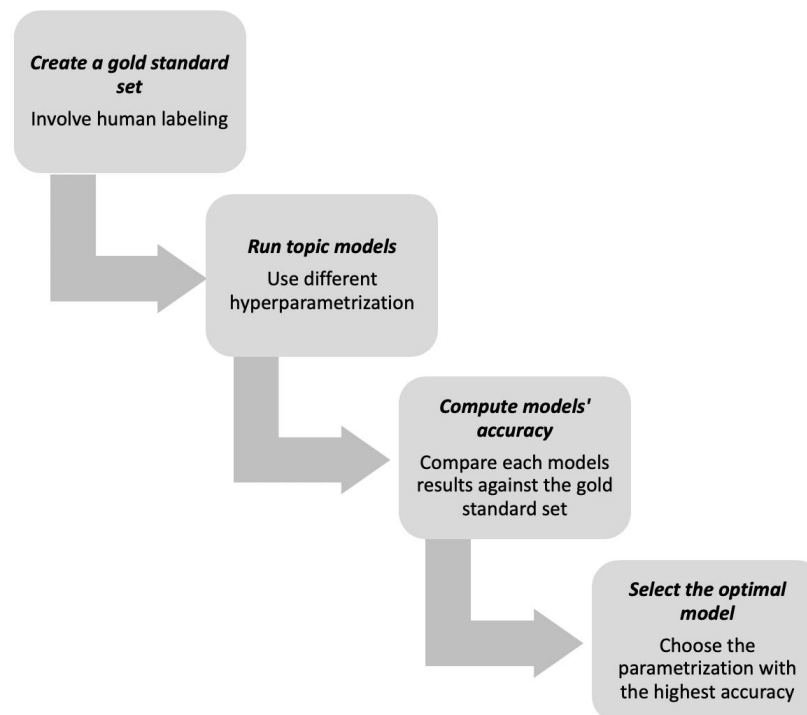 Create a gold standard
set
Involve human labeling
Run topic models
Use different
hyperparametrization
Compute models'
accuracy
Compare each models
results against the gold
standard set
Select the optimal
model
Choose the
parametrization with
the highest accuracy